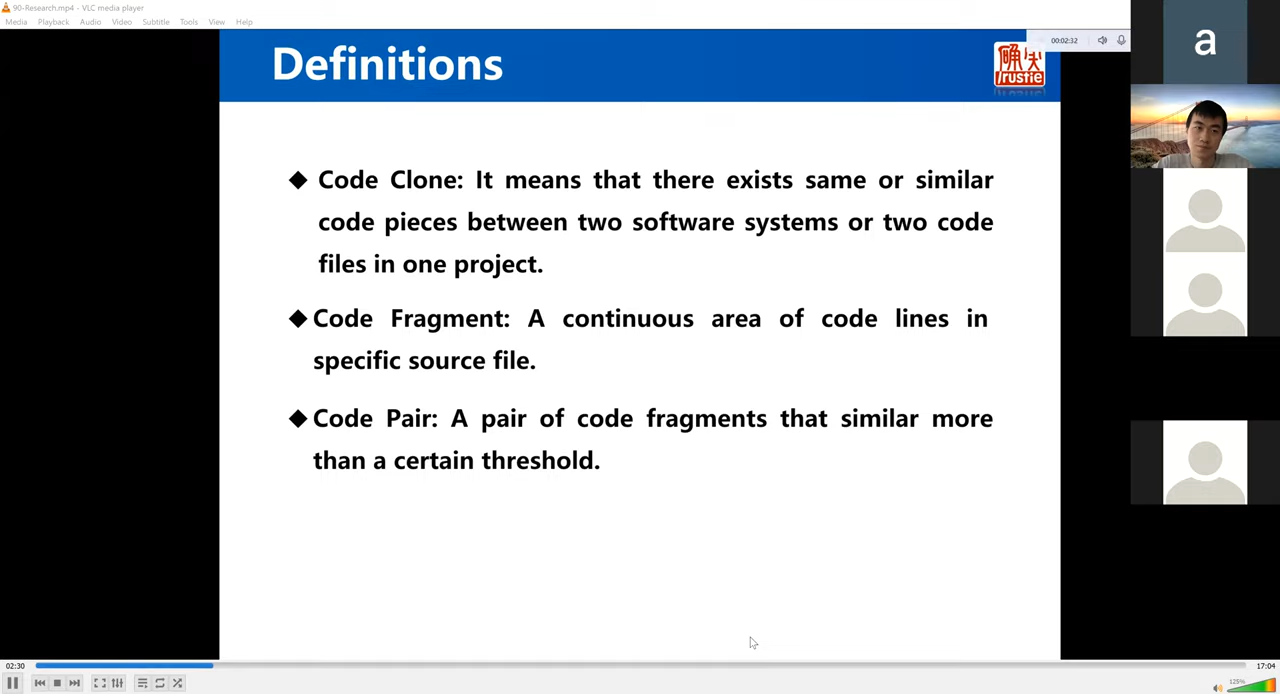 90-Research.mp4 - VLC media player
Media Playback Audio Video Subtitle Tools View Help
Definitions
00:02:32
确实
Trustie
a
◆ Code Clone: It means that there exists same or similar
code pieces between two software systems or two code
files in one project.
◆ Code Fragment: A continuous area of code lines in
specific source file.
◆ Code Pair: A pair of code fragments that similar more
than a certain threshold.
02:30
17:04
125%